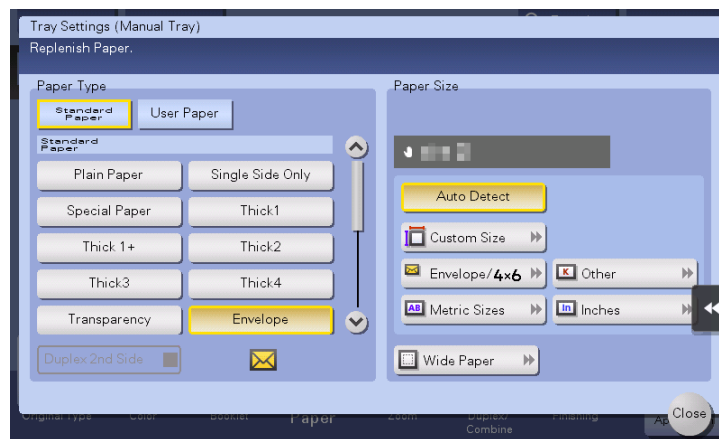 Tray Settings (Manual Tray)
Replenish Paper.
Paper Type
Standard Paper
User Paper
Standard Paper
Plain Paper
Single Side Only
Special Paper
Thick1
Thick 1+
Thick2
Thick3
Thick4
Transparency
Envelope
Duplex 2nd Side
Paper Size
Auto Detect
Custom Size
Envelope/4×6
K Other
AB Metric Sizes
In Inches
Wide Paper
Original Type
Color
Booklet
Paper
Zoom
Duplex/
Combine
Finishing
Close